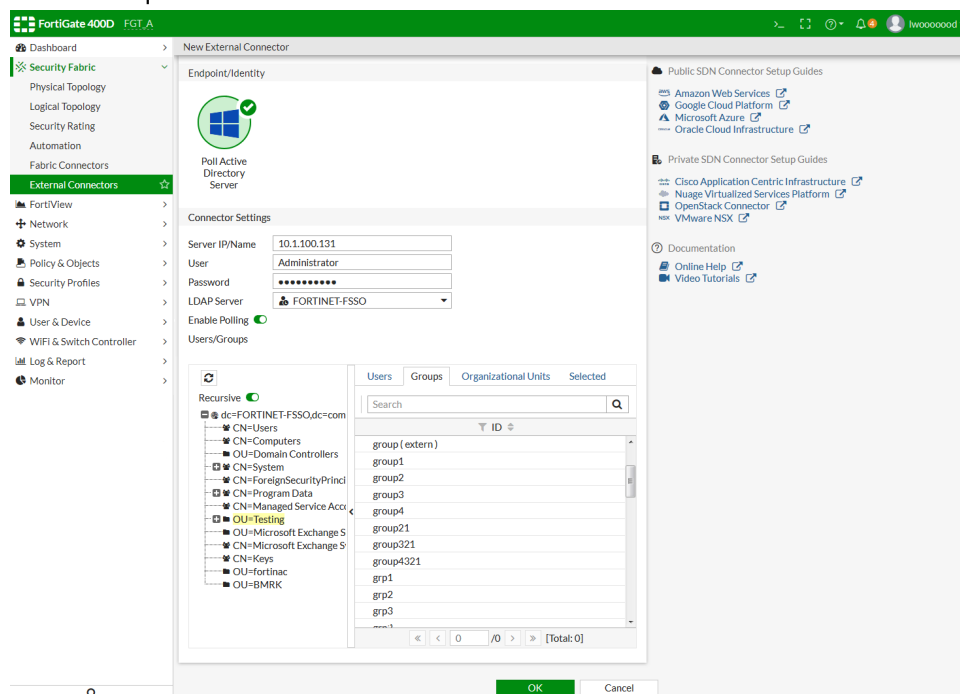 FortiGate 400D FGT_A
>_
4
lwooooood
Dashboard
Security Fabric
Physical Topology
Logical Topology
Security Rating
Automation
Fabric Connectors
External Connectors
FortiView
Network
System
Policy & Objects
Security Profiles
VPN
User & Device
WiFi & Switch Controller
Log & Report
Monitor
New External Connector
Endpoint/Identity
Poll Active
Directory
Server
Connector Settings
Server IP/Name 10.1.100.131
User Administrator
Password ●●●●●●●●●●
LDAP Server FORTINET-FSSO
Enable Polling
Users/Groups
Recursive
dc=FORTINET-FSSO,dc=com
CN=Users
CN=Computers
OU=Domain Controllers
CN=System
CN=ForeignSecurityPrinci
CN=Program Data
CN=Managed Service Acco
OU=Testing
OU=Microsoft Exchange S
CN=Microsoft Exchange Sy
CN=Keys
OU=fortinac
OU=BMRK
Users Groups Organizational Units Selected
Search
ID
group ( extern )
group1
group2
group3
group4
group21
group321
group4321
grp1
grp2
grp3
« < 0 /0 > » [Total: 0]
OK Cancel
Public SDN Connector Setup Guides
aws Amazon Web Services
Google Cloud Platform
Microsoft Azure
Oracle Cloud Infrastructure
Private SDN Connector Setup Guides
Cisco Application Centric Infrastructure
Nuage Virtualized Services Platform
OpenStack Connector
NSX VMware NSX
Documentation
Online Help
Video Tutorials